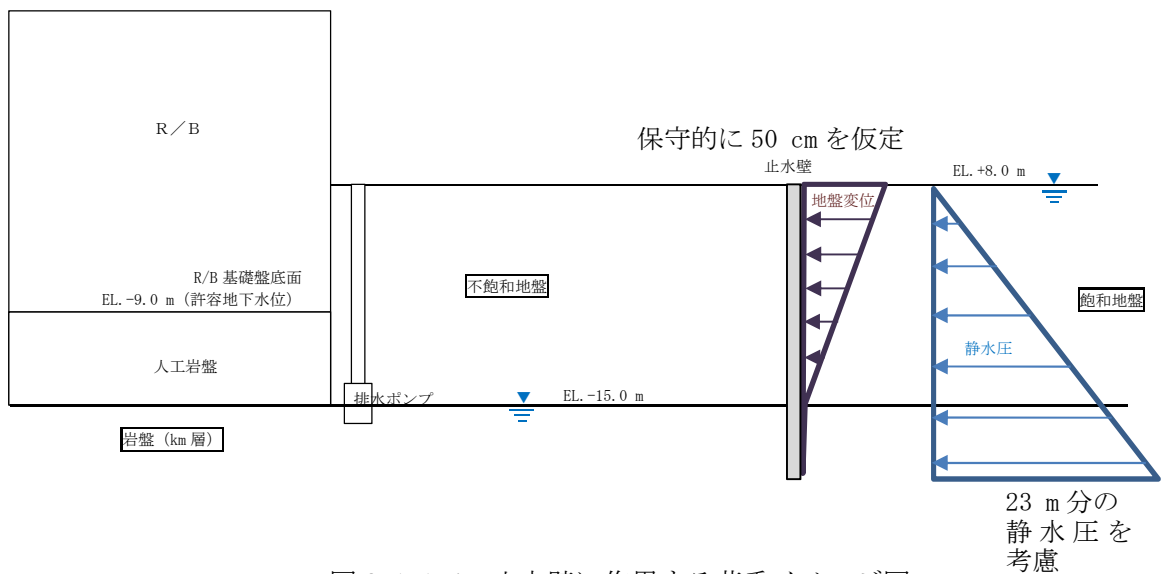 R／B
保守的に 50 cm を仮定
止水壁
EL.+8.0 m
地盤変位
R/B 基礎盤底面
EL.-9.0 m（許容地下水位）
不飽和地盤
飽和地盤
静水圧
人工岩盤
排水ポンプ
EL.-15.0 m
岩盤（km 層）
23 m 分の
静 水 圧 を
考慮